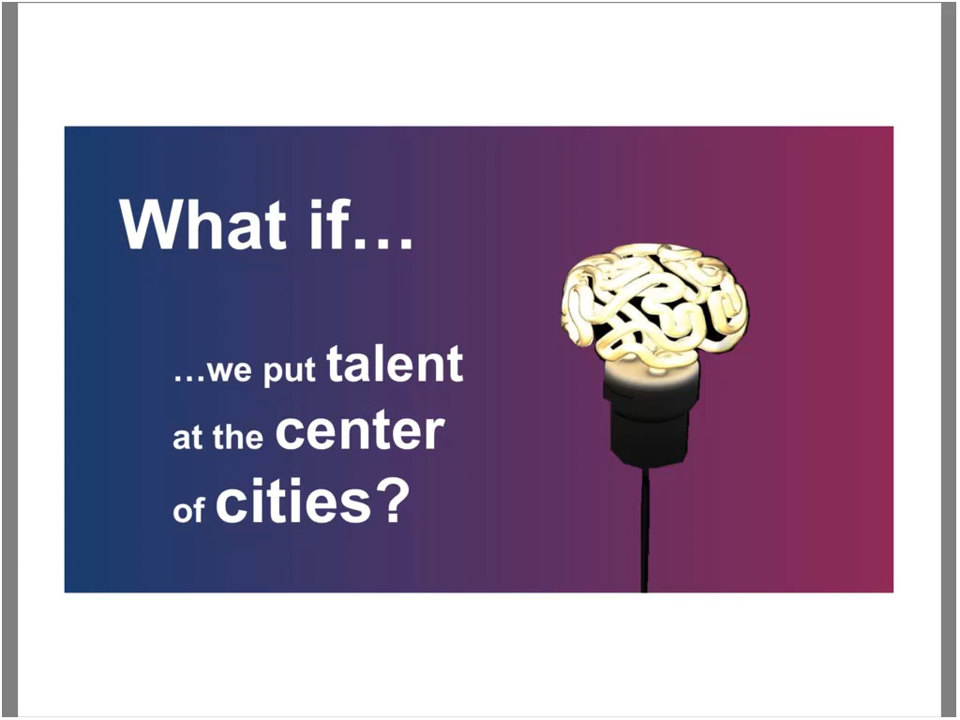 What if…
…we put talent
at the center
of cities?